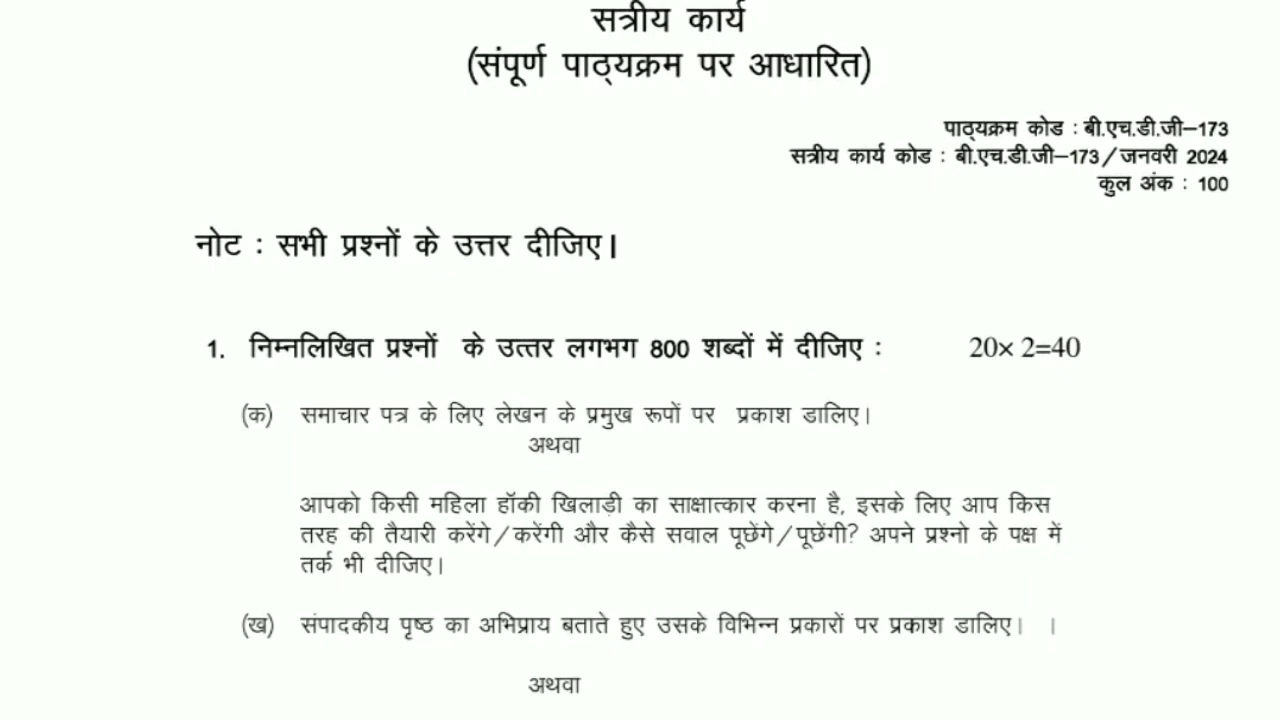 सत्रीय कार्य
(संपूर्ण पाठ्यक्रम पर आधारित)
पाठ्यक्रम कोड : बी.एच.डी.जी–173
सत्रीय कार्य कोड : बी.एच.डी.जी–173/जनवरी 2024
कुल अंक : 100
नोट : सभी प्रश्नों के उत्तर दीजिए।
1. निम्नलिखित प्रश्नों के उत्तर लगभग 800 शब्दों में दीजिए : 20× 2=40
(क) समाचार पत्र के लिए लेखन के प्रमुख रूपों पर प्रकाश डालिए।
अथवा
आपको किसी महिला हॉकी खिलाड़ी का साक्षात्कार करना है, इसके लिए आप किस
तरह की तैयारी करेंगे/करेंगी और कैसे सवाल पूछेंगे/पूछेंगी? अपने प्रश्नो के पक्ष में
तर्क भी दीजिए।
(ख) संपादकीय पृष्ठ का अभिप्राय बताते हुए उसके विभिन्न प्रकारों पर प्रकाश डालिए। ।
अथवा